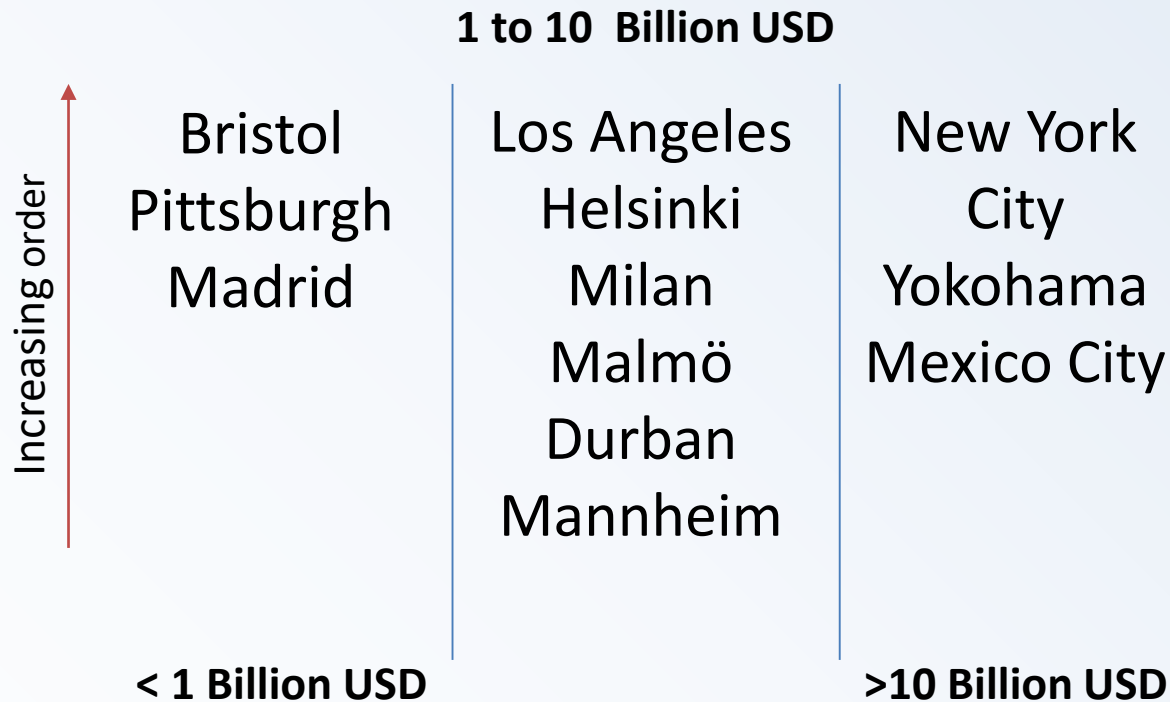 1 to 10 Billion USD
Increasing order
Bristol
Pittsburgh
Madrid
Los Angeles
Helsinki
Milan
Malmö
Durban
Mannheim
New York
City
Yokohama
Mexico City
< 1 Billion USD
>10 Billion USD